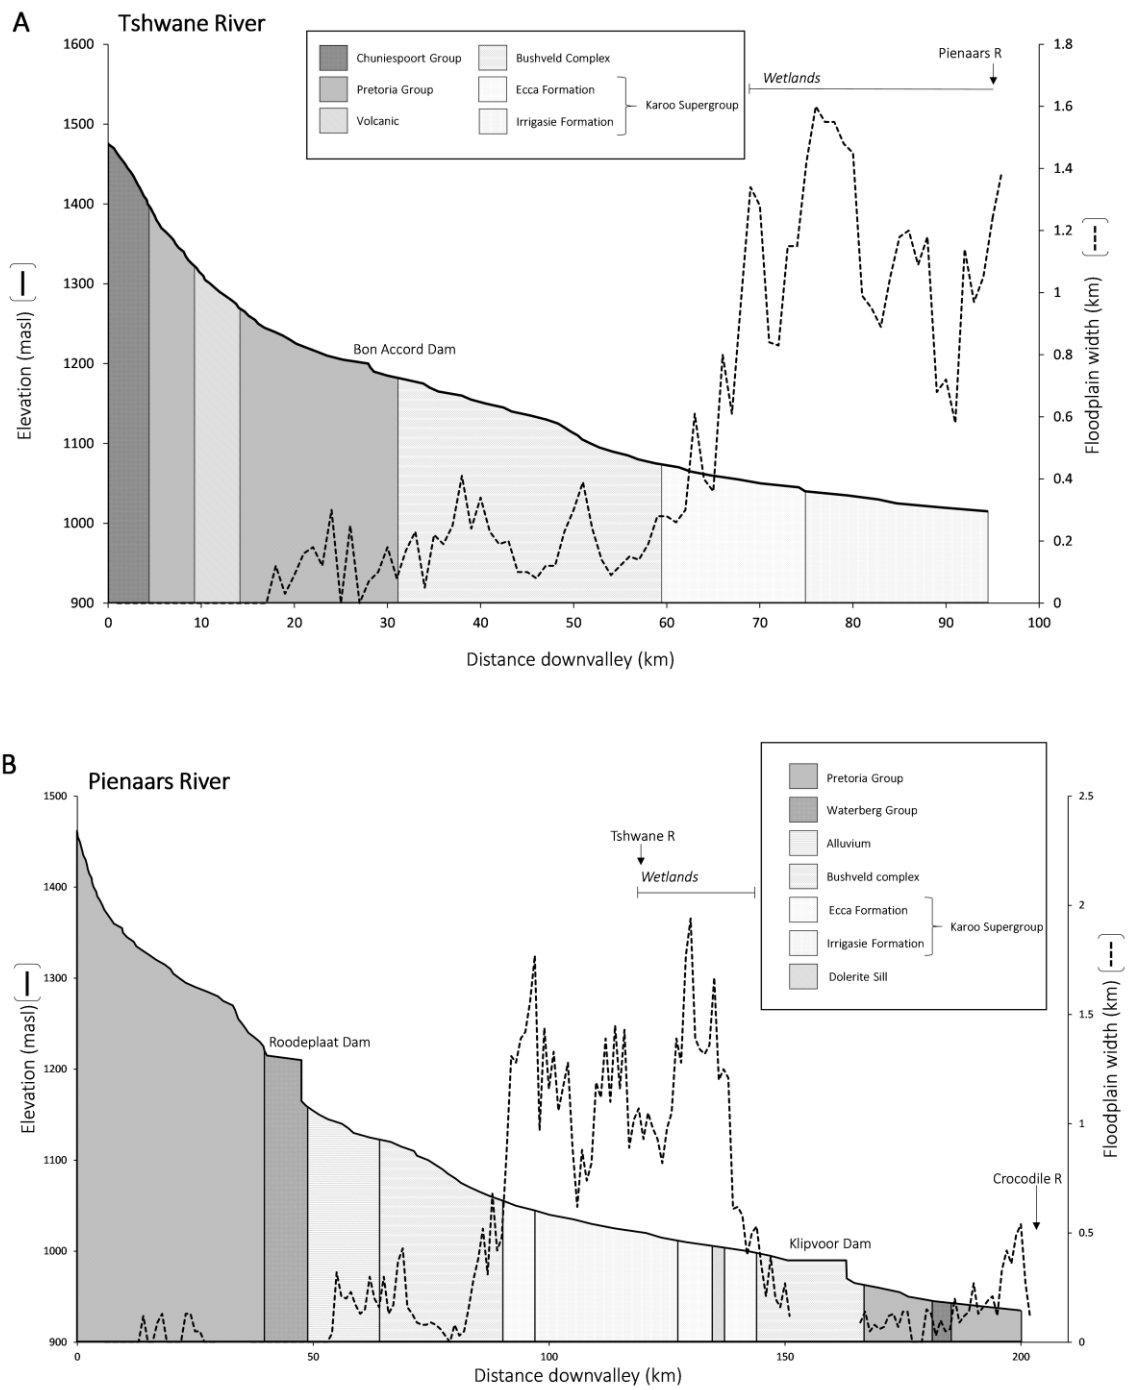 A
Tshwane River
Chuniespoort Group
Pretoria Group
Volcanic
Bushveld Complex
Ecca Formation
Irrigasie Formation
Karoo Supergroup
Pienaars R
Wetlands
Bon Accord Dam
1600
1500
1400
1300
1200
1100
1000
900
Elevation (masl)
1.8
1.6
1.4
1.2
1
0.8
0.6
0.4
0.2
0
Floodplain width (km)
0 10 20 30 40 50 60 70 80 90 100
Distance downvalley (km)
B
Pienaars River
Pretoria Group
Waterberg Group
Alluvium
Bushveld complex
Ecca Formation
Irrigasie Formation
Dolerite Sill
Karoo Supergroup
Tshwane R
Wetlands
Roodeplaat Dam
Klipvoor Dam
Crocodile R
1500
1400
1300
1200
1100
1000
900
Elevation (masl)
2.5
2
1.5
1
0.5
0
Floodplain width (km)
0 50 100 150 200
Distance downvalley (km)